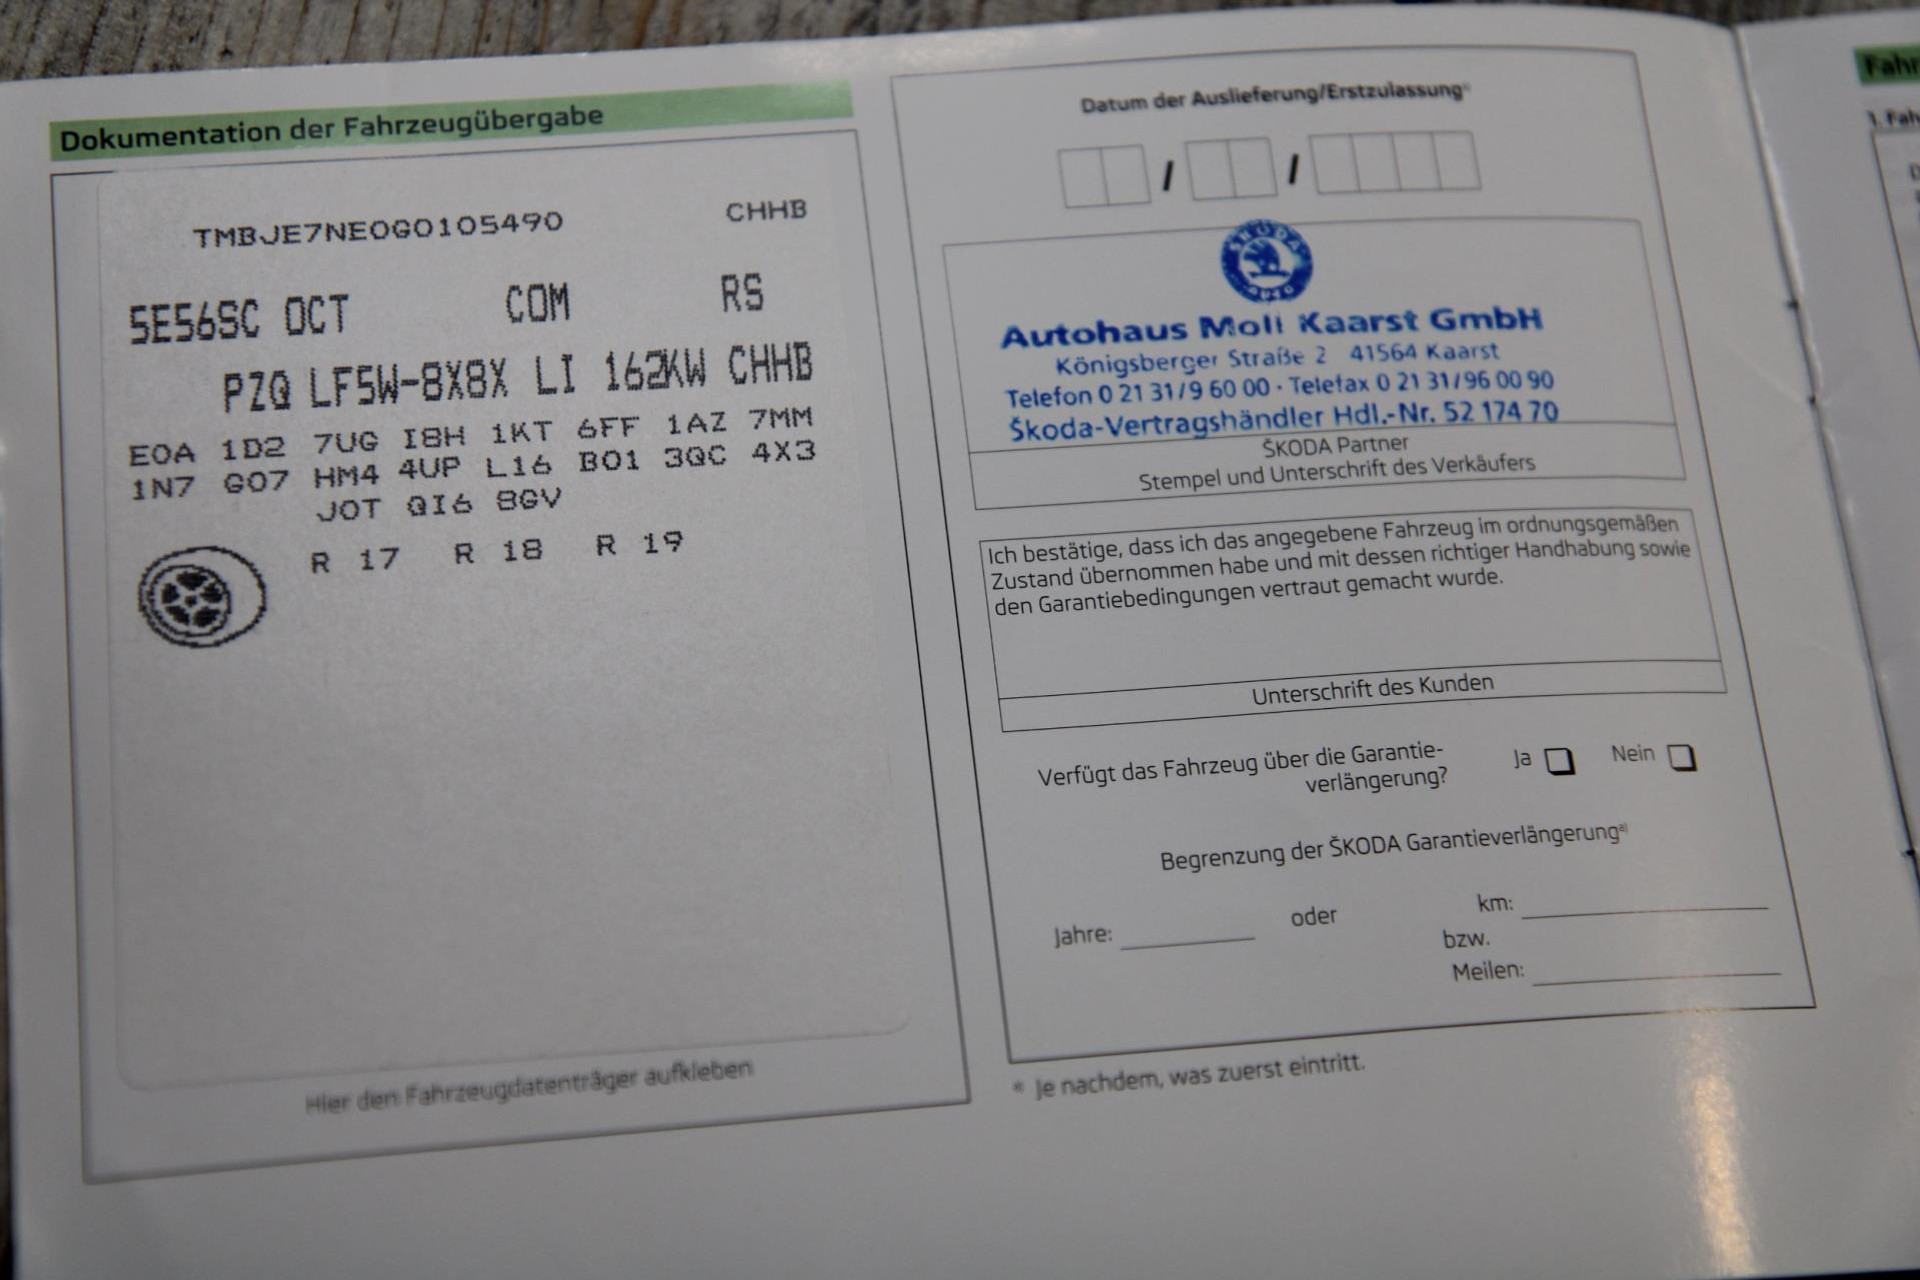 Dokumentation der Fahrzeugübergabe
TMBJE7NE0G0105490 CHHB
5E56SC OCT COM RS
PZQ LF5W-8X8X LI 162KW CHHB
E0A 1D2 7UG I8H 1KT 6FF 1AZ 7MM
1N7 G07 HM4 4UP L16 B01 3QC 4X3
J0T QI6 8GV
R 17 R 18 R 19
Hier den Fahrzeugdatenträger aufkleben
Datum der Auslieferung/Erstzulassung
/ /
ŠKODA
AUTO
Autohaus Moll Kaarst GmbH
Königsberger Straße 2 41564 Kaarst
Telefon 0 21 31/9 60 00 · Telefax 0 21 31/96 00 90
Škoda-Vertragshändler Hdl.-Nr. 52 174 70
ŠKODA Partner
Stempel und Unterschrift des Verkäufers
Ich bestätige, dass ich das angegebene Fahrzeug im ordnungsgemäßen
Zustand übernommen habe und mit dessen richtiger Handhabung sowie
den Garantiebedingungen vertraut gemacht wurde.
Unterschrift des Kunden
Verfügt das Fahrzeug über die Garantie-
verlängerung?
Ja Nein
Begrenzung der ŠKODA Garantieverlängerung a)
Jahre: oder km:
bzw.
Meilen:
Je nachdem, was zuerst eintritt.
1. Fah